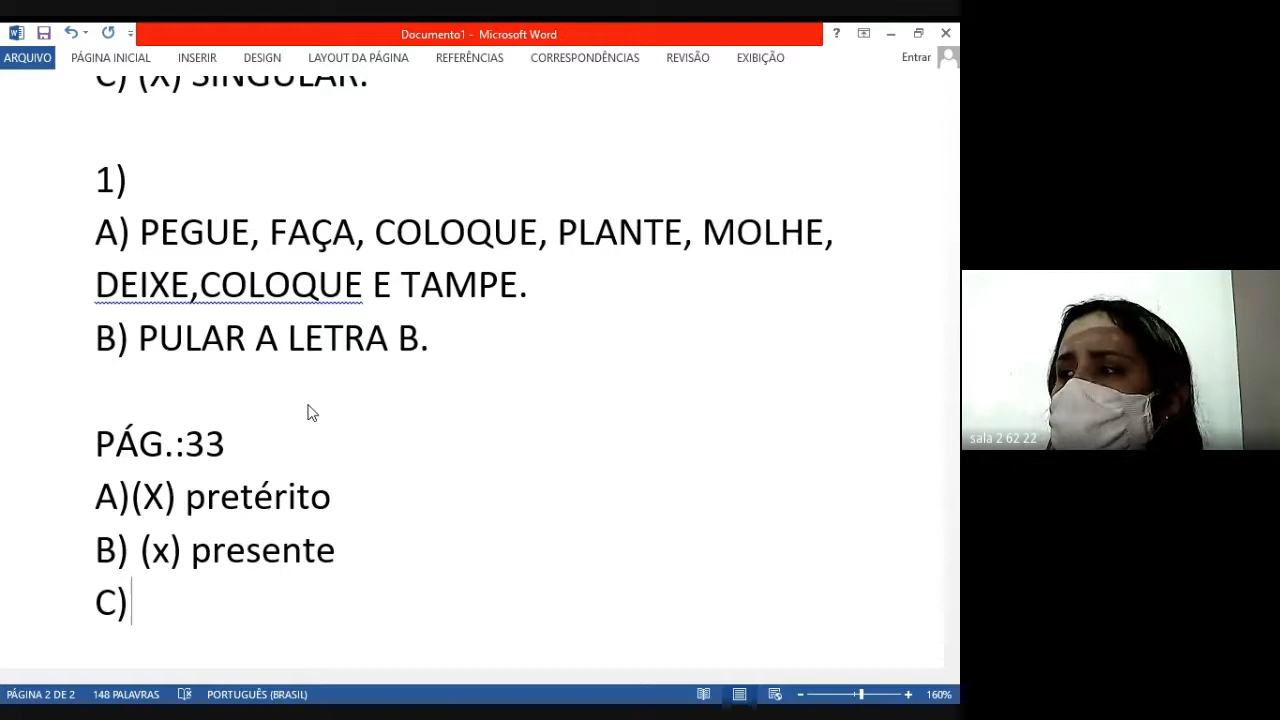 Documento1 - Microsoft Word
?
ARQUIVO PÁGINA INICIAL INSERIR DESIGN LAYOUT DA PÁGINA REFERÊNCIAS CORRESPONDÊNCIAS REVISÃO EXIBIÇÃO Entrar
C) (X) SINGULAR.
1)
A) PEGUE, FAÇA, COLOQUE, PLANTE, MOLHE,
DEIXE,COLOQUE E TAMPE.
B) PULAR A LETRA B.
PÁG.:33
A)(X) pretérito
B) (x) presente
C)
sala 2 62 22
PÁGINA 2 DE 2 148 PALAVRAS PORTUGUÊS (BRASIL) 160%